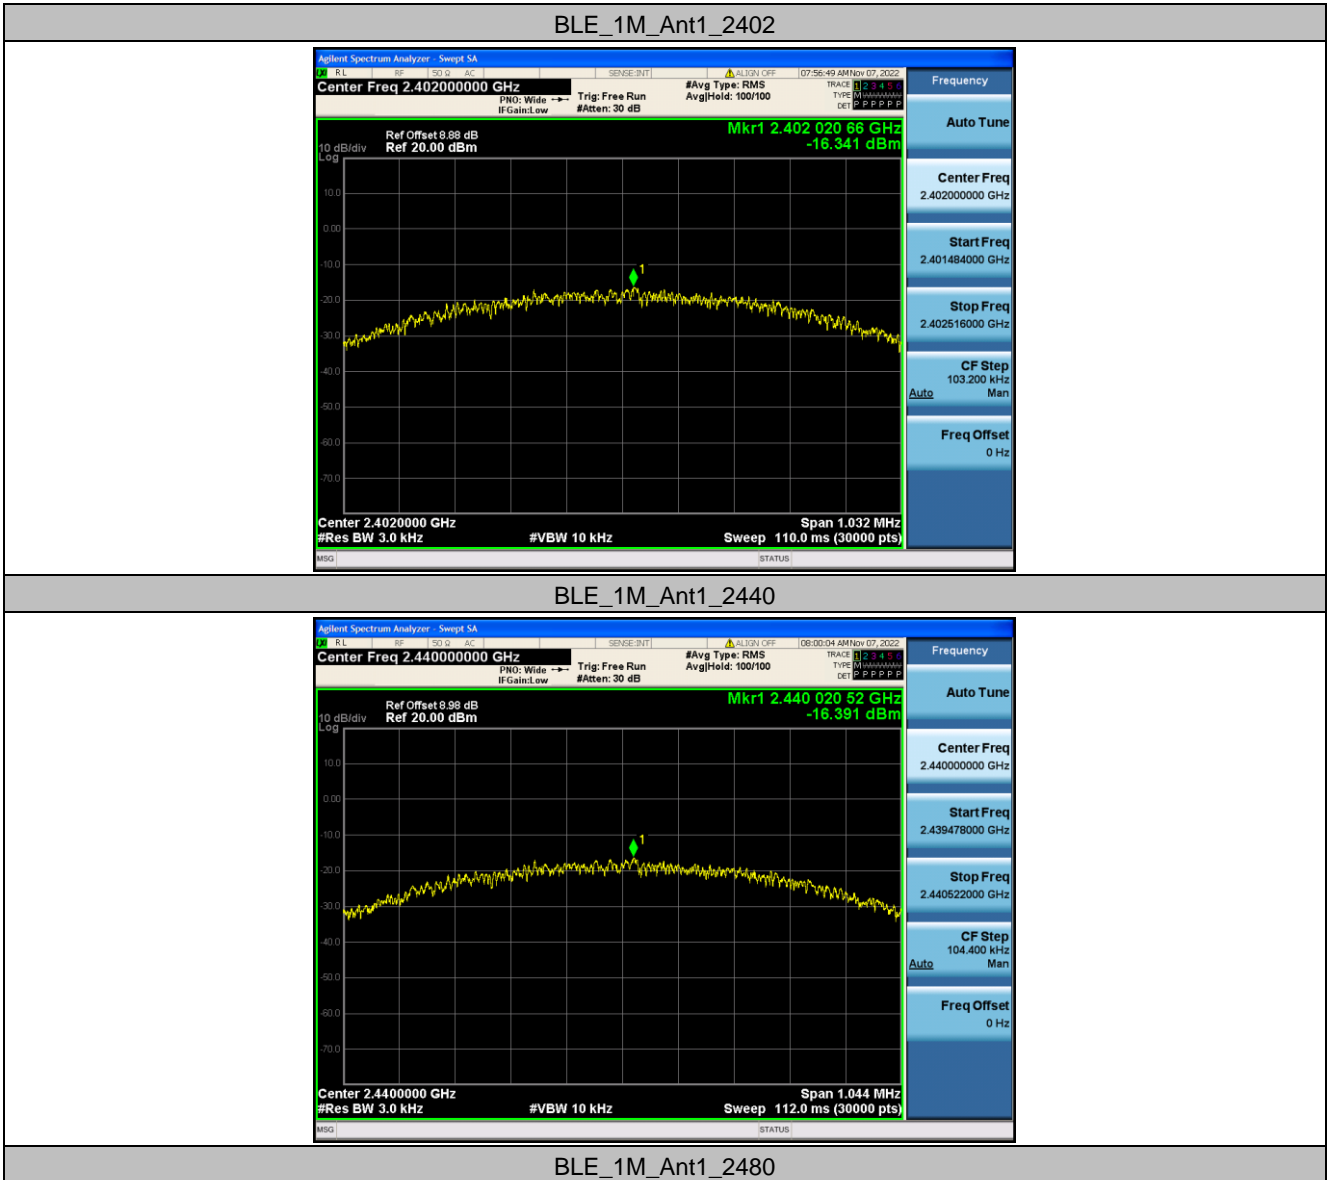 BLE_1M_Ant1_2402
Agilent Spectrum Analyzer - Swept SA
RL RF 50 Ω AC SENSE:INT ALIGN OFF 07:56:49 AM Nov 07, 2022
Center Freq 2.402000000 GHz
PNO: Wide
IFGain:Low
Trig: Free Run
#Atten: 30 dB
#Avg Type: RMS
Avg|Hold: 100/100
TRACE 1 2 3 4 5 6
TYPE M
DET P P P P P P
Frequency
Auto Tune
Center Freq
2.402000000 GHz
Start Freq
2.401484000 GHz
Stop Freq
2.402516000 GHz
CF Step
103.200 kHz
Auto Man
Freq Offset
0 Hz
Mkr1 2.402 020 66 GHz
-16.341 dBm
Ref Offset 8.88 dB
10 dB/div Ref 20.00 dBm
Log
10.0
0.00
-10.0
-20.0
-30.0
-40.0
-50.0
-60.0
-70.0
1
Center 2.4020000 GHz Span 1.032 MHz
#Res BW 3.0 kHz #VBW 10 kHz Sweep 110.0 ms (30000 pts)
MSG STATUS
BLE_1M_Ant1_2440
Agilent Spectrum Analyzer - Swept SA
RL RF 50 Ω AC SENSE:INT ALIGN OFF 08:00:04 AM Nov 07, 2022
Center Freq 2.440000000 GHz
PNO: Wide
IFGain:Low
Trig: Free Run
#Atten: 30 dB
#Avg Type: RMS
Avg|Hold: 100/100
TRACE 1 2 3 4 5 6
TYPE M
DET P P P P P P
Frequency
Auto Tune
Center Freq
2.440000000 GHz
Start Freq
2.439478000 GHz
Stop Freq
2.440522000 GHz
CF Step
104.400 kHz
Auto Man
Freq Offset
0 Hz
Mkr1 2.440 020 52 GHz
-16.391 dBm
Ref Offset 8.98 dB
10 dB/div Ref 20.00 dBm
Log
10.0
0.00
-10.0
-20.0
-30.0
-40.0
-50.0
-60.0
-70.0
1
Center 2.4400000 GHz Span 1.044 MHz
#Res BW 3.0 kHz #VBW 10 kHz Sweep 112.0 ms (30000 pts)
MSG STATUS
BLE_1M_Ant1_2480